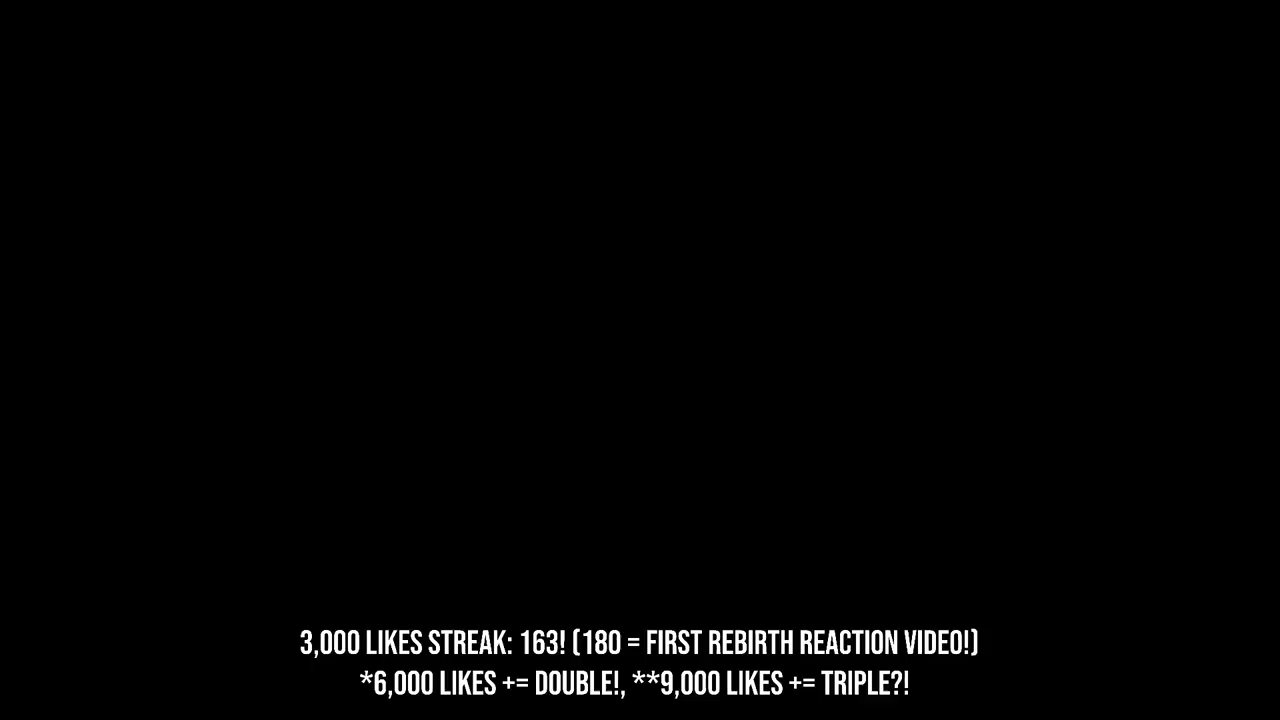 3,000 LIKES STREAK: 163! (180 = FIRST REBIRTH REACTION VIDEO!)
*6,000 LIKES += DOUBLE!, **9,000 LIKES += TRIPLE?!